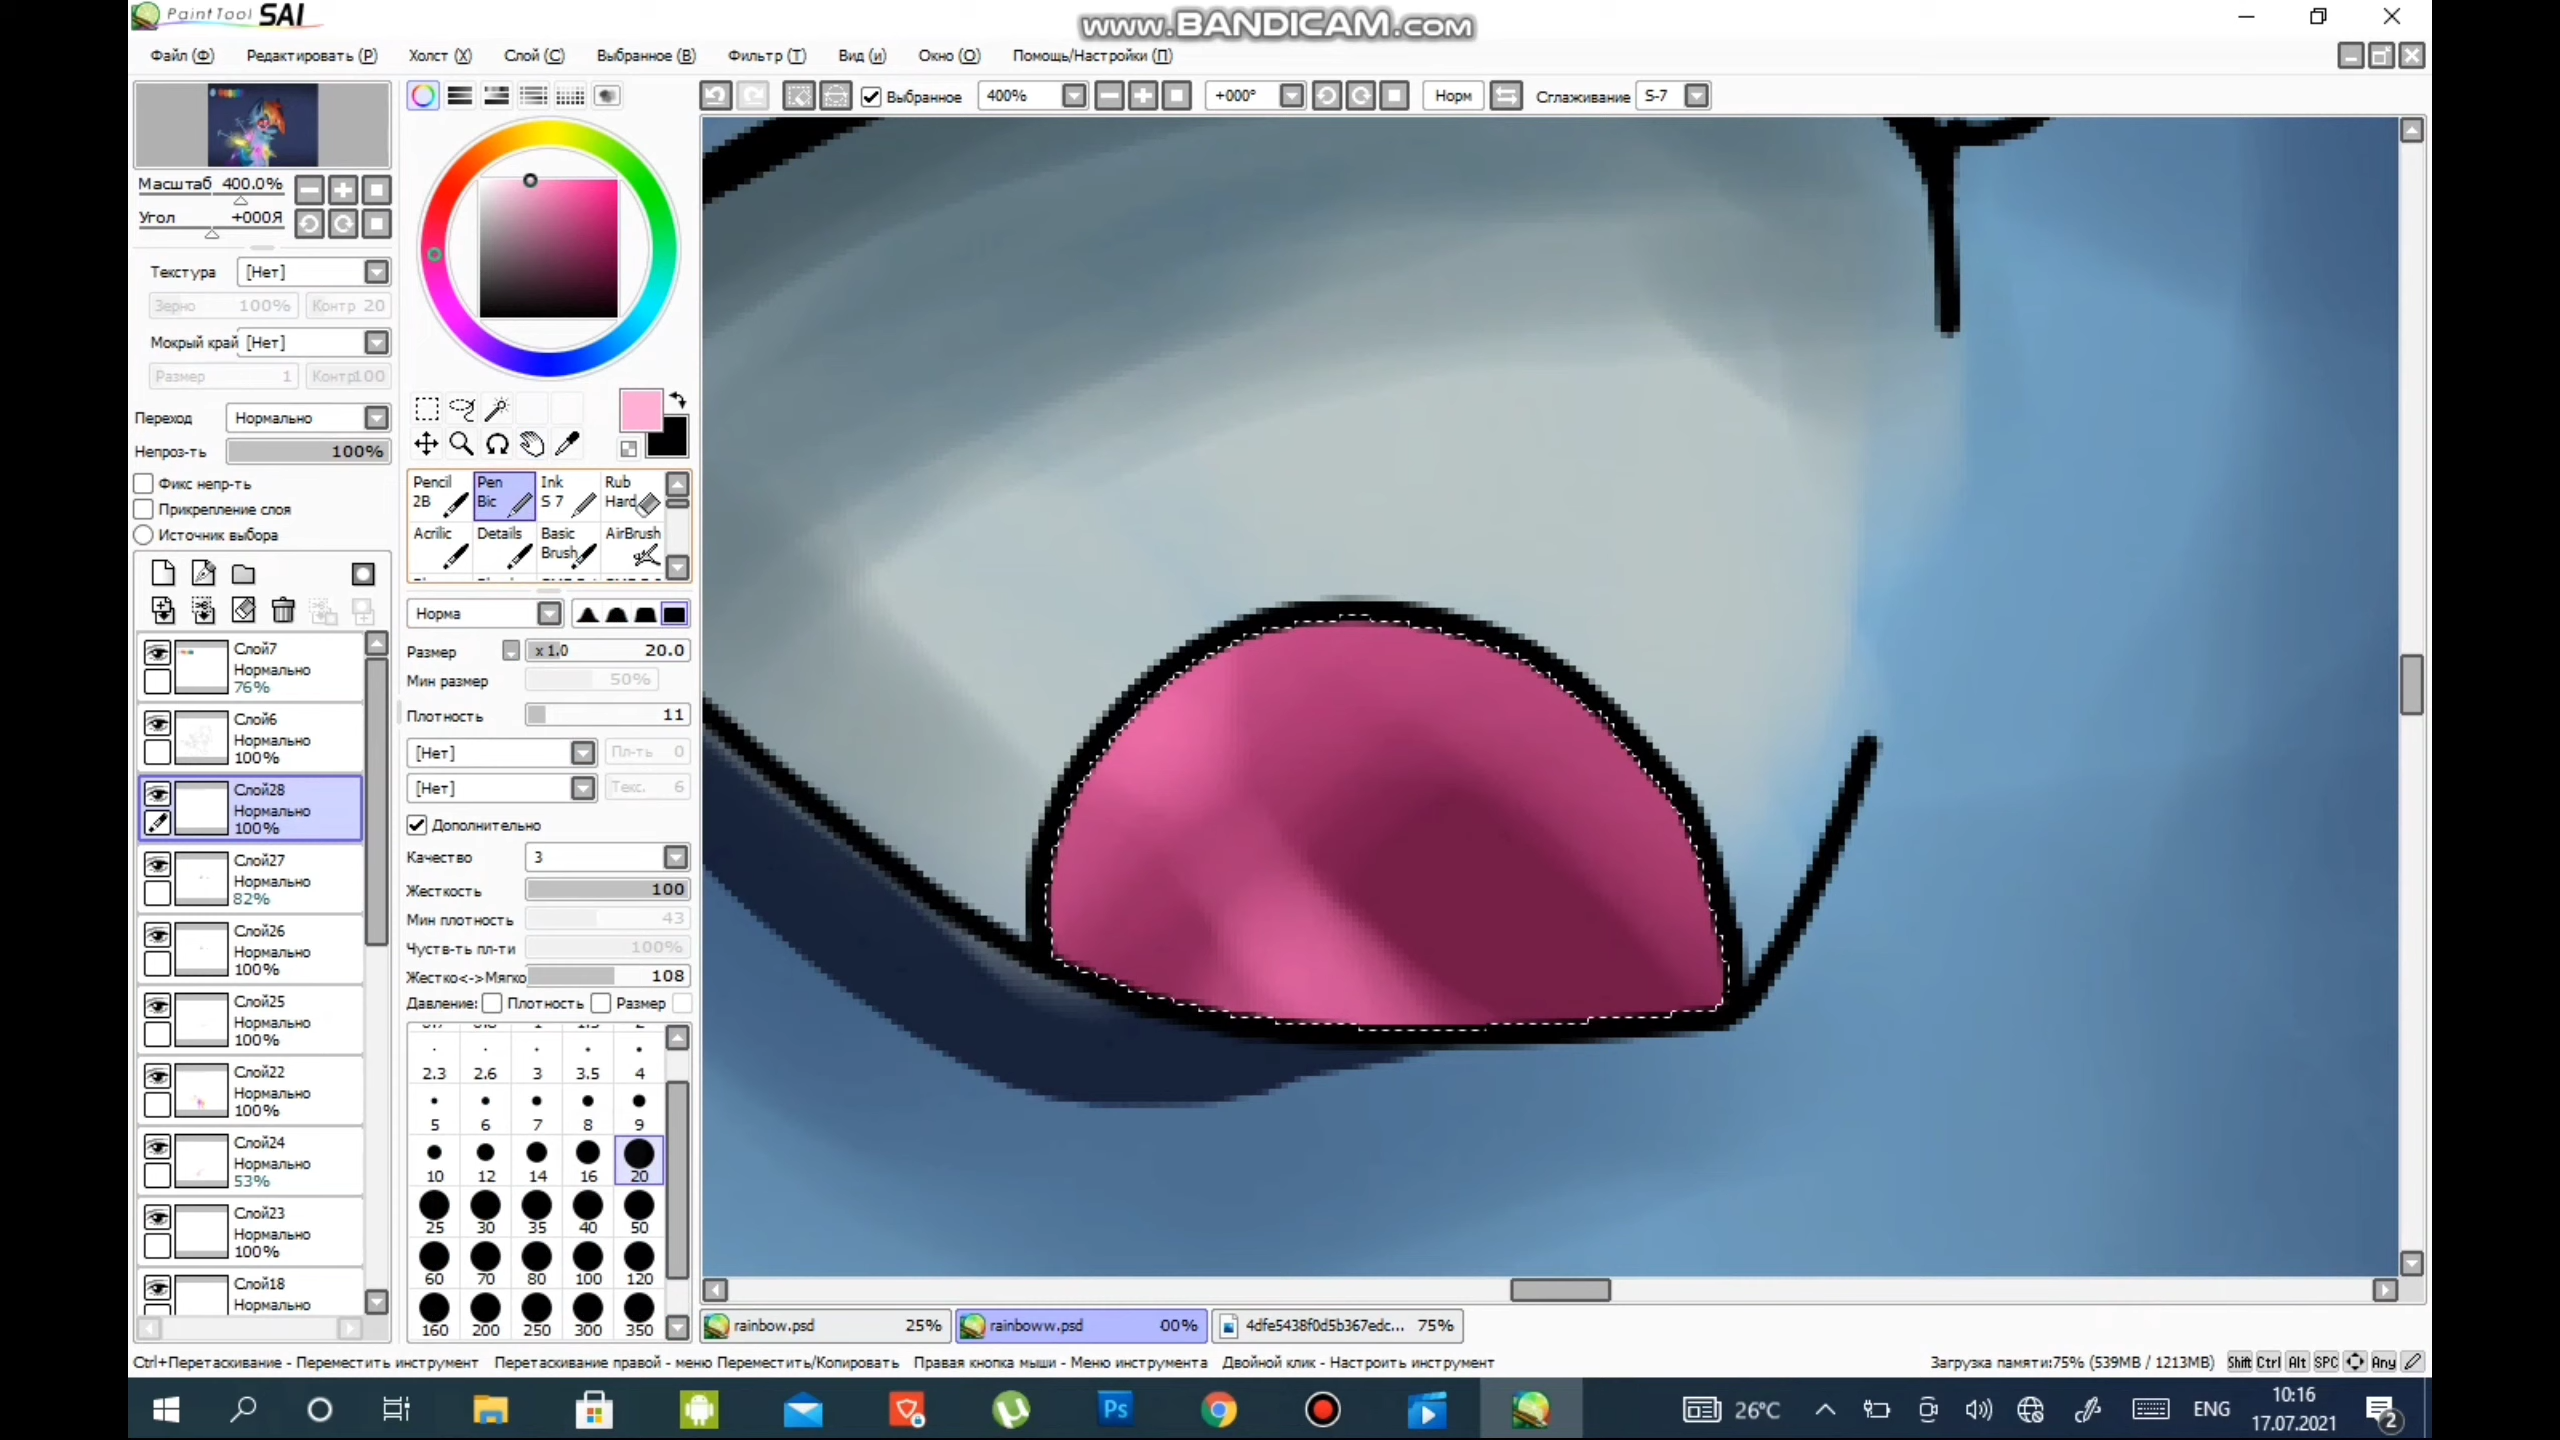 PaintTool SAI
www.BANDICAM.com
Файл (Ф) Редактировать (Р) Холст (Х) Слой (С) Выбранное (В) Фильтр (Т) Вид (и) Окно (О) Помощь/Настройки (П)
Выбранное 400% +000° Норм Сглаживание S-7
Масштаб 400.0%
Угол +000Я
Текстура [Нет]
Зерно 100% Контр 20
Мокрый край [Нет]
Размер 1 Контр100
Переход Нормально
Непроз-ть 100%
Фикс непр-ть
Прикрепление слоя
Источник выбора
Слой7
Нормально
76%
Слой6
Нормально
100%
Слой28
Нормально
100%
Слой27
Нормально
82%
Слой26
Нормально
100%
Слой25
Нормально
100%
Слой22
Нормально
100%
Слой24
Нормально
53%
Слой23
Нормально
100%
Слой18
Нормально
Pencil 2B
Pen Bic
Ink S 7
Rub Hard
Acrilic
Details
Basic Brush
AirBrush
Норма
Размер x 1.0 20.0
Мин размер 50%
Плотность 11
[Нет] Пл-ть 0
[Нет] Текс. 6
Дополнительно
Качество 3
Жесткость 100
Мин плотность 43
Чуств-ть пл-ти 100%
Жестко<->Мягко 108
Давление: Плотность Размер
2.3 2.6 3 3.5 4
5 6 7 8 9
10 12 14 16 20
25 30 35 40 50
60 70 80 100 120
160 200 250 300 350
rainbow.psd 25% rainboww.psd 00% 4dfe5438f0d5b367edc... 75%
Ctrl+Перетаскивание - Переместить инструмент Перетаскивание правой - меню Переместить/Копировать Правая кнопка мыши - Меню инструмента Двойной клик - Настроить инструмент
Загрузка памяти:75% (539MB / 1213MB) Shift Ctrl Alt SPC Any
Ps 26°C ENG 10:16
17.07.2021 2